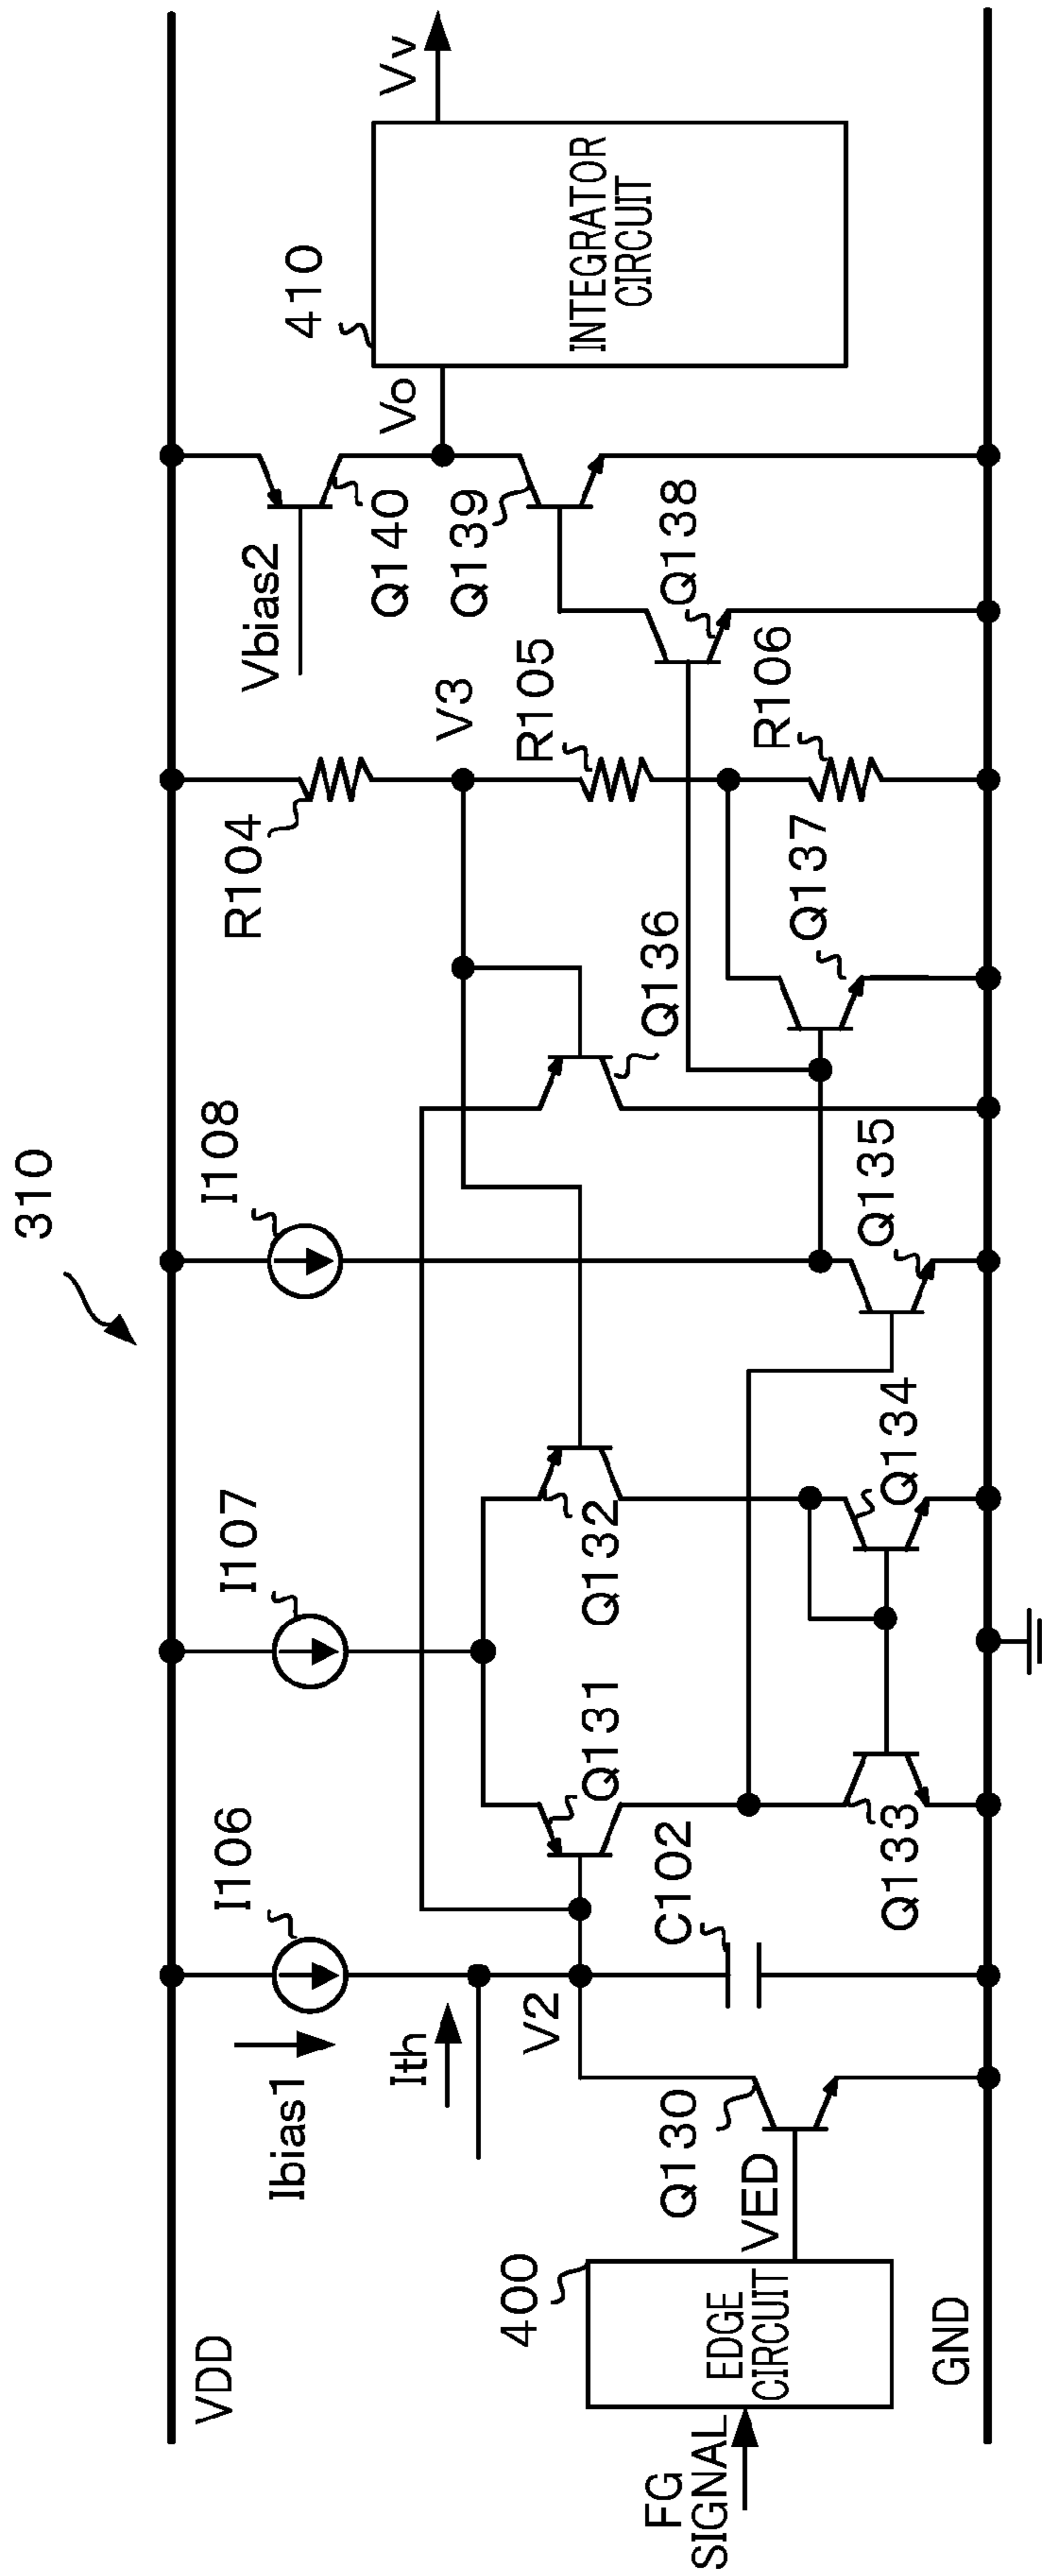 310
VDD
FG
SIGNAL
400
EDGE
CIRCUIT
VED
GND
Q130
Ibias1
Ith
I106
V2
C102
Q131
Q133
I107
Q132
Q134
I108
Q135
Q136
Q137
R104
V3
R105
R106
Vbias2
Q140
Q139
Q138
Vo
410
INTEGRATOR
CIRCUIT
Vv